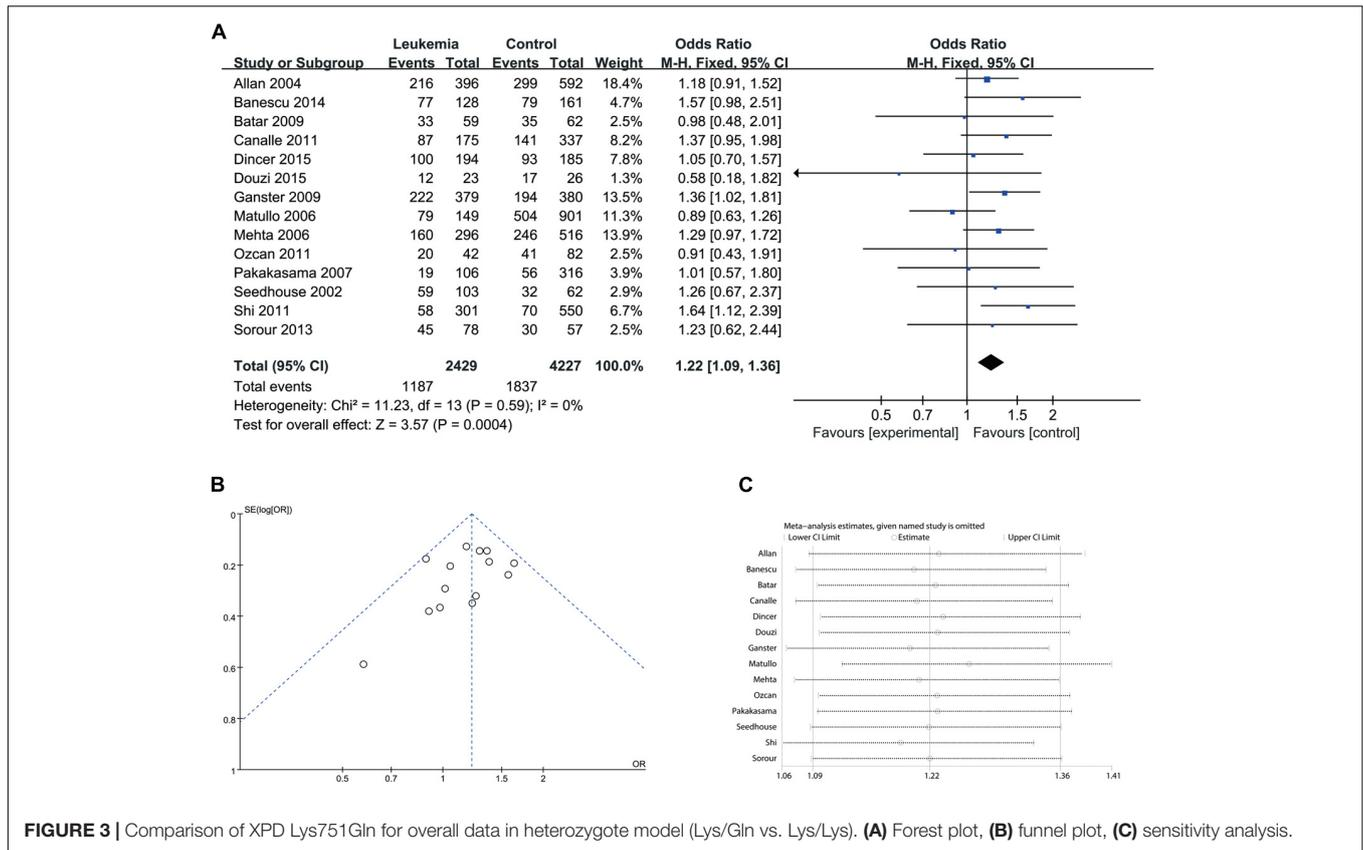 A
Leukemia Control Odds Ratio Odds Ratio
Study or Subgroup Events Total Events Total Weight M-H, Fixed, 95% CI M-H, Fixed, 95% CI
Allan 2004 216 396 299 592 18.4% 1.18 [0.91, 1.52]
Banescu 2014 77 128 79 161 4.7% 1.57 [0.98, 2.51]
Batar 2009 33 59 35 62 2.5% 0.98 [0.48, 2.01]
Canalle 2011 87 175 141 337 8.2% 1.37 [0.95, 1.98]
Dincer 2015 100 194 93 185 7.8% 1.05 [0.70, 1.57]
Douzi 2015 12 23 17 26 1.3% 0.58 [0.18, 1.82]
Ganster 2009 222 379 194 380 13.5% 1.36 [1.02, 1.81]
Matullo 2006 79 149 504 901 11.3% 0.89 [0.63, 1.26]
Mehta 2006 160 296 246 516 13.9% 1.29 [0.97, 1.72]
Ozcan 2011 20 42 41 82 2.5% 0.91 [0.43, 1.91]
Pakakasama 2007 19 106 56 316 3.9% 1.01 [0.57, 1.80]
Seedhouse 2002 59 103 32 62 2.9% 1.26 [0.67, 2.37]
Shi 2011 58 301 70 550 6.7% 1.64 [1.12, 2.39]
Sorour 2013 45 78 30 57 2.5% 1.23 [0.62, 2.44]
Total (95% CI) 2429 4227 100.0% 1.22 [1.09, 1.36]
Total events 1187 1837
Heterogeneity: Chi² = 11.23, df = 13 (P = 0.59); I² = 0%
Test for overall effect: Z = 3.57 (P = 0.0004)
0.5 0.7 1 1.5 2
Favours [experimental] Favours [control]
B
SE(log[OR])
0
0.2
0.4
0.6
0.8
1
OR
0.5 0.7 1 1.5 2
C
Meta-analysis estimates, given named study is omitted
Lower CI Limit Estimate Upper CI Limit
Allan
Banescu
Batar
Canalle
Dincer
Douzi
Ganster
Matullo
Mehta
Ozcan
Pakakasama
Seedhouse
Shi
Sorour
1.06 1.09 1.22 1.36 1.41
FIGURE 3 | Comparison of XPD Lys751Gln for overall data in heterozygote model (Lys/Gln vs. Lys/Lys). (A) Forest plot, (B) funnel plot, (C) sensitivity analysis.